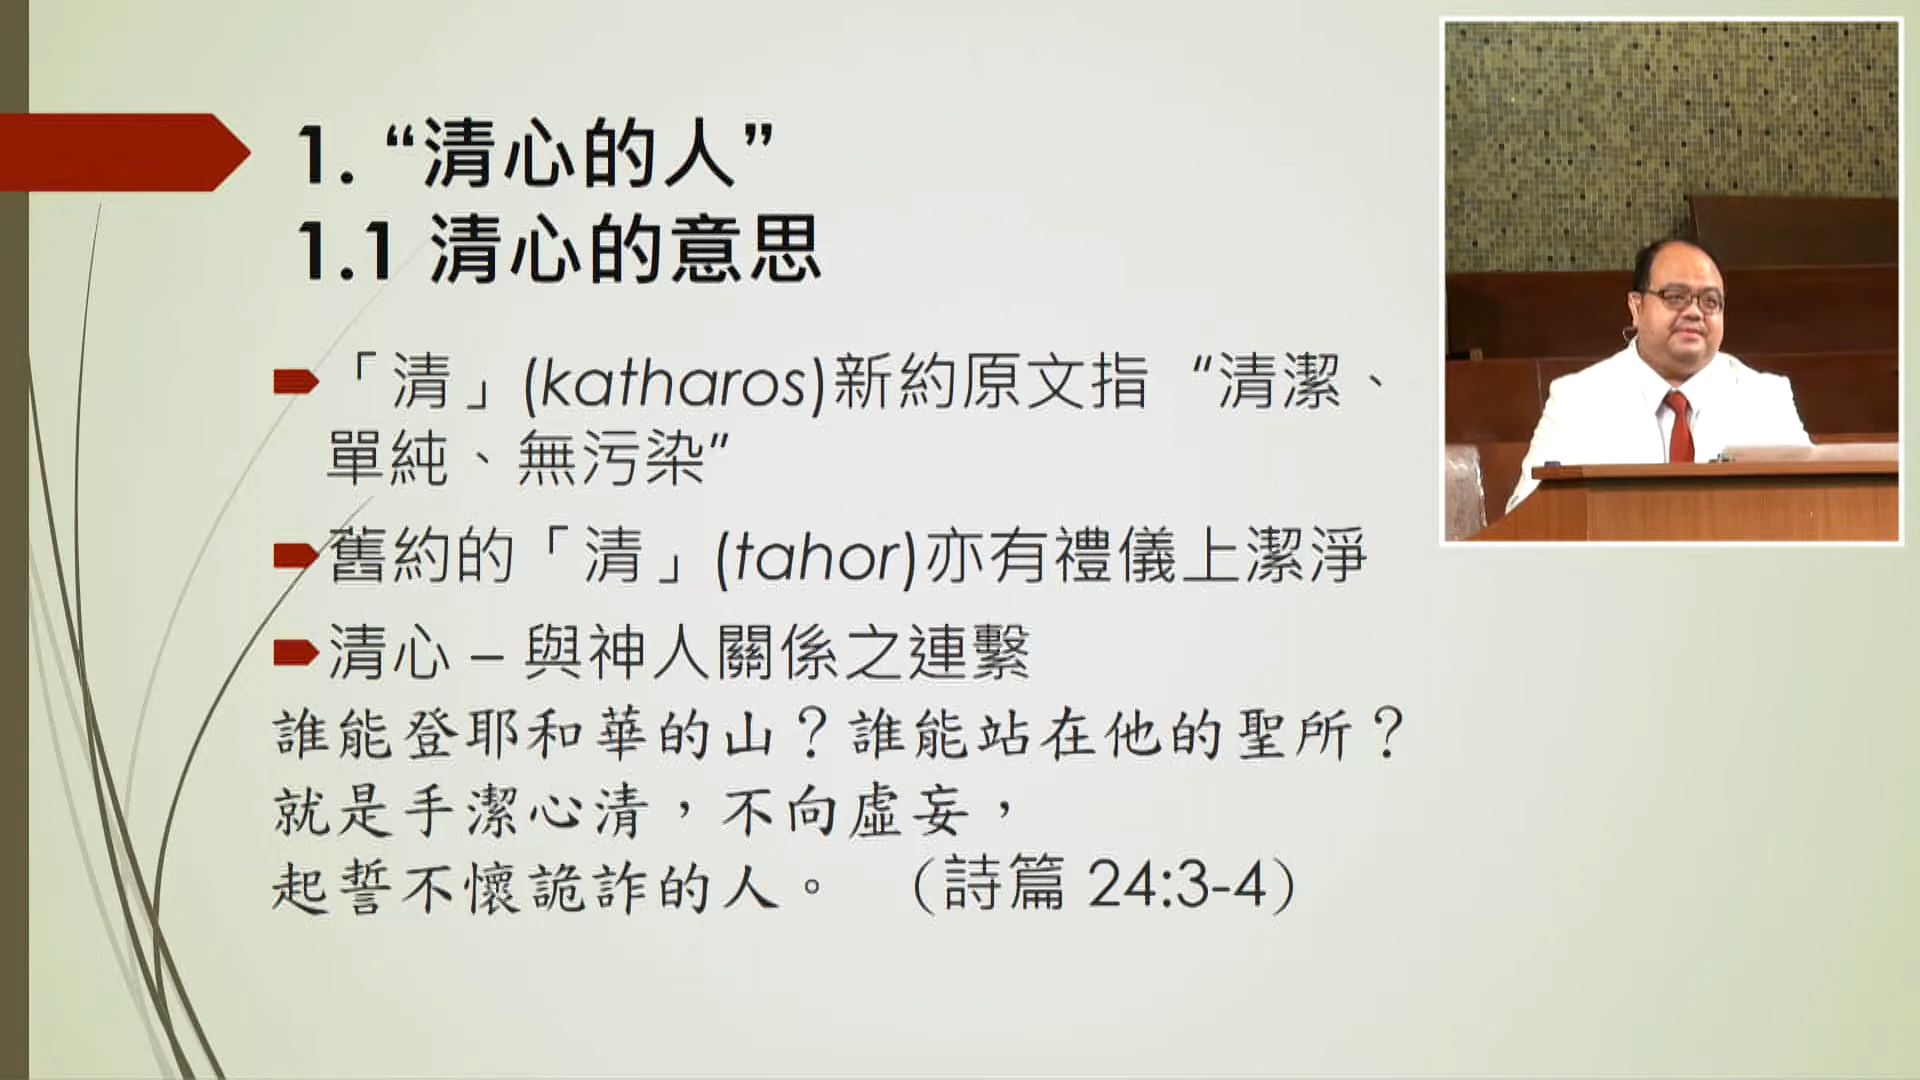 1. “清心的人”
1.1 清心的意思
「清」(katharos)新約原文指 “清潔、
單純、無污染”
舊約的「清」(tahor)亦有禮儀上潔淨
清心 – 與神人關係之連繫
誰能登耶和華的山？誰能站在他的聖所？
就是手潔心清，不向虛妄，
起誓不懷詭詐的人。 （詩篇 24:3-4）